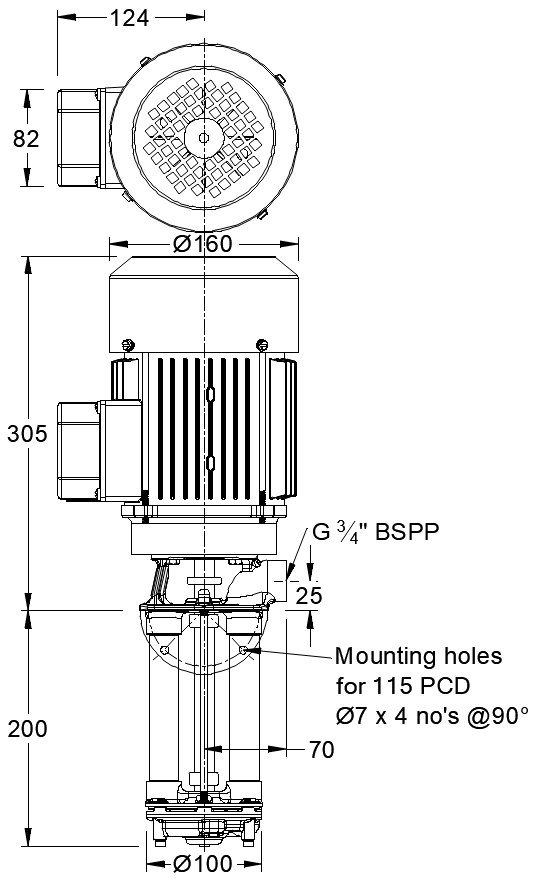 124
82
Ø160
305
G 3/4" BSPP
25
Mounting holes
for 115 PCD
Ø7 x 4 no's @90°
200
70
Ø100